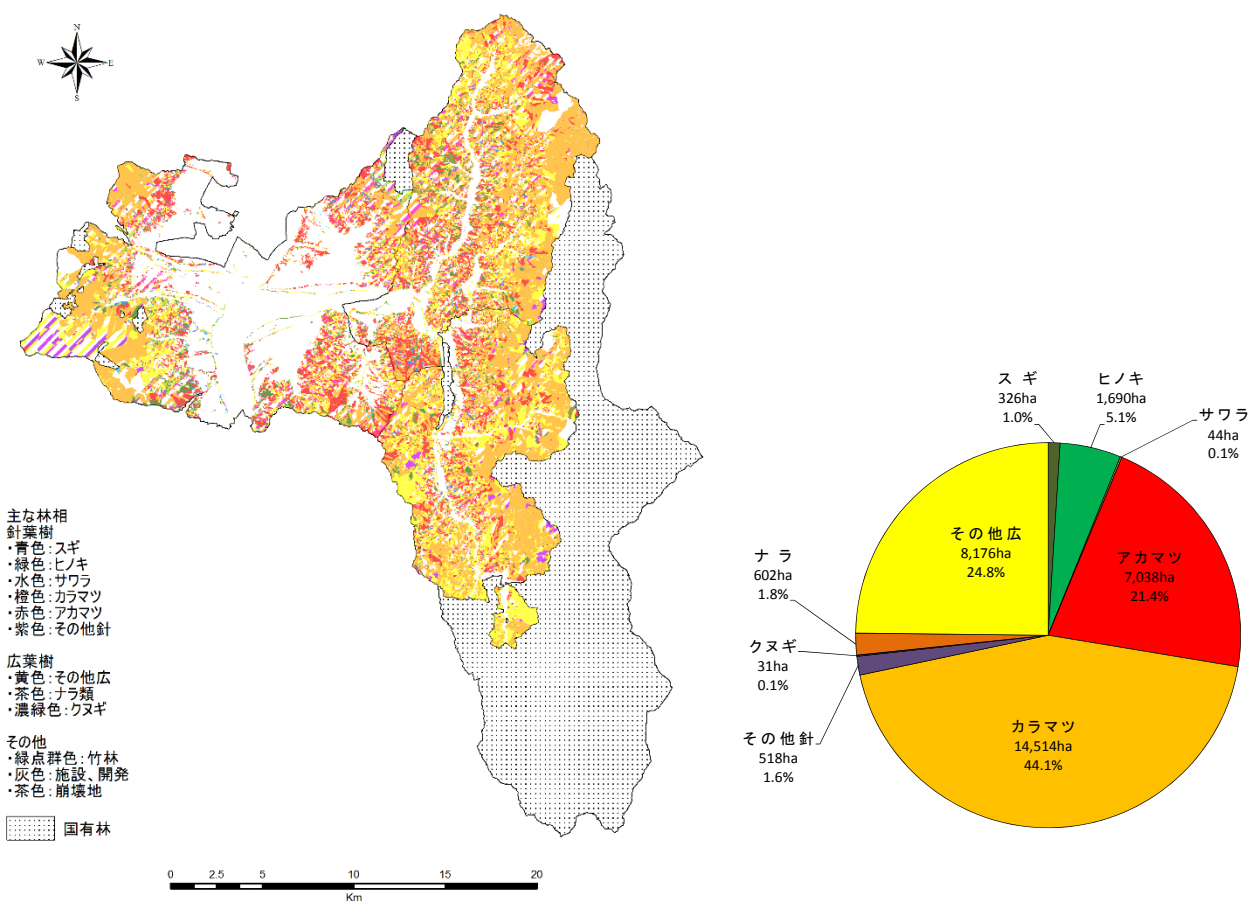 N
W
E
S
主な林相
針葉樹
・青色：スギ
・緑色：ヒノキ
・水色：サワラ
・橙色：カラマツ
・赤色：アカマツ
・紫色：その他針
広葉樹
・黄色：その他広
・茶色：ナラ類
・濃緑色：クヌギ
その他
・緑点群色：竹林
・灰色：施設、開発
・茶色：崩壊地
国有林
0 2.5 5 10 15 20
Km
スギ
326ha
1.0%
ヒノキ
1,690ha
5.1%
サワラ
44ha
0.1%
アカマツ
7,038ha
21.4%
カラマツ
14,514ha
44.1%
その他針
518ha
1.6%
クヌギ
31ha
0.1%
ナラ
602ha
1.8%
その他広
8,176ha
24.8%